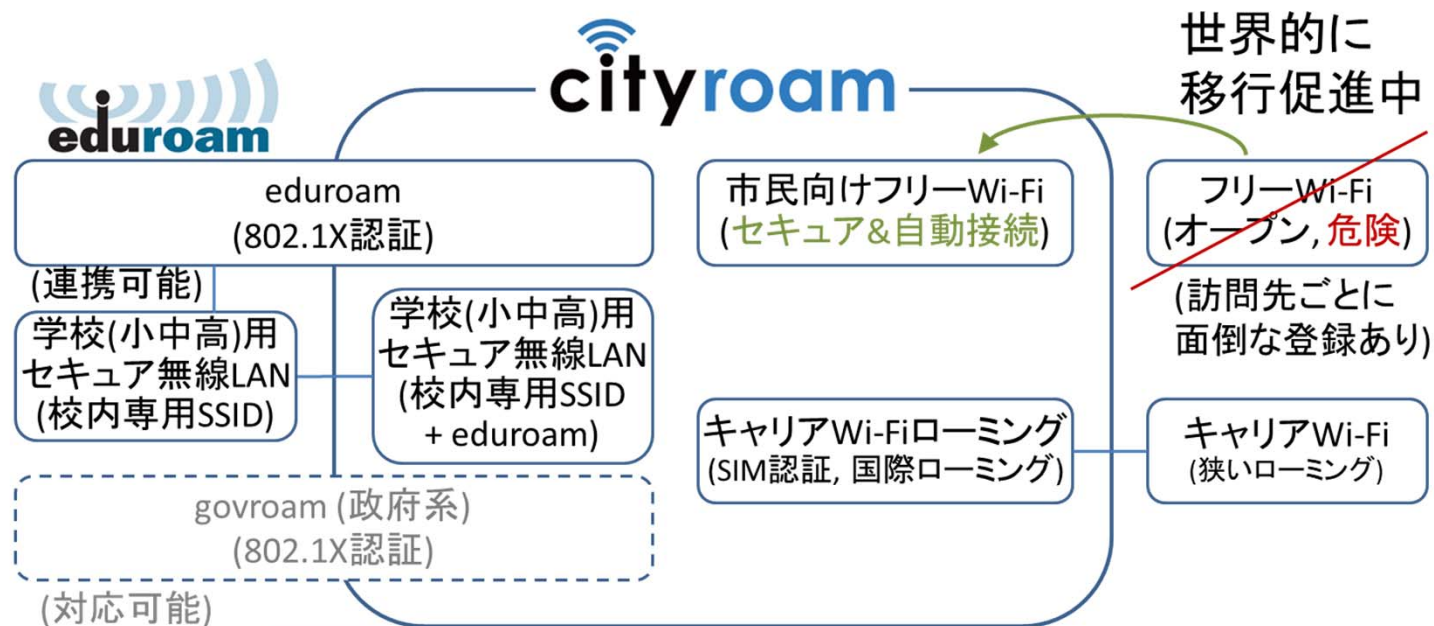 世界的に
移行促進中
cityroam
eduroam
eduroam
(802.1X認証)
市民向けフリーWi-Fi
(セキュア&自動接続)
フリーWi-Fi
(オープン, 危険)
(訪問先ごとに
面倒な登録あり)
(連携可能)
学校(小中高)用
セキュア無線LAN
(校内専用SSID)
学校(小中高)用
セキュア無線LAN
(校内専用SSID
+ eduroam)
キャリアWi-Fiローミング
(SIM認証, 国際ローミング)
キャリアWi-Fi
(狭いローミング)
govroam (政府系)
(802.1X認証)
(対応可能)